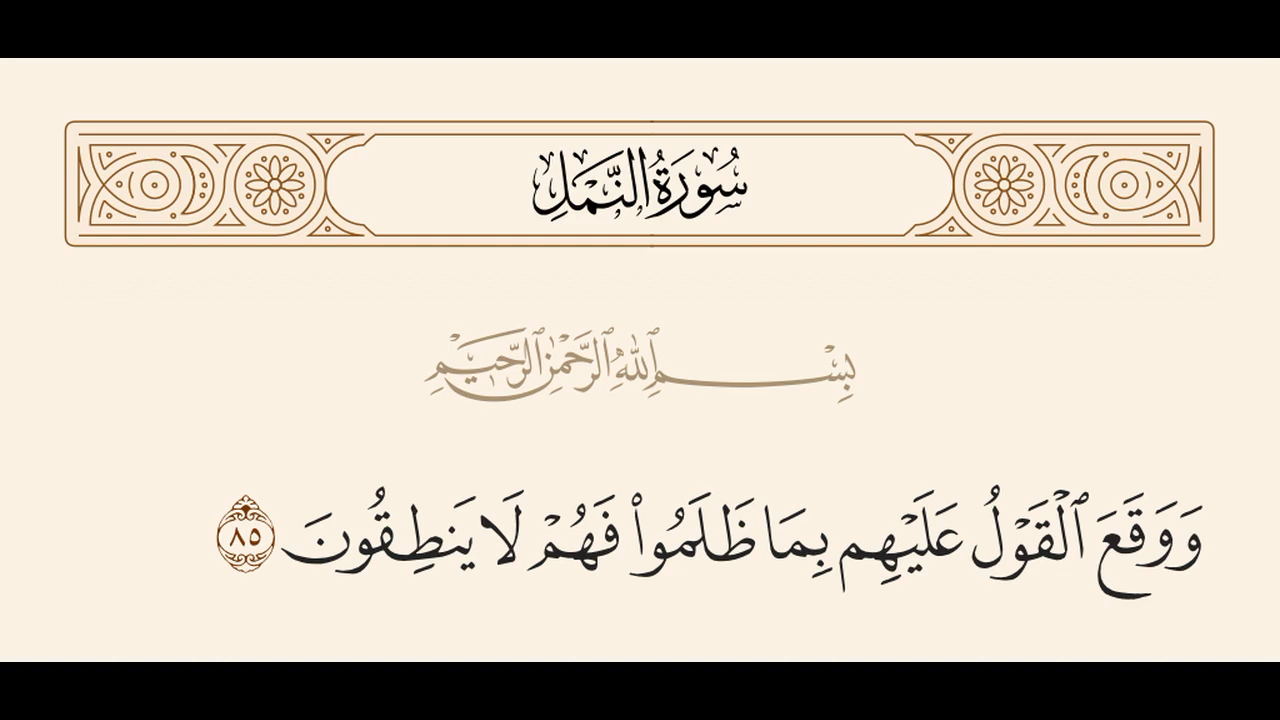 سُورَةُ النَّمْلِ
بِسْمِ ٱللَّهِ ٱلرَّحْمَٰنِ ٱلرَّحِيمِ
وَوَقَعَ ٱلْقَوْلُ عَلَيْهِم بِمَا ظَلَمُوا۟ فَهُمْ لَا يَنطِقُونَ ٨٥